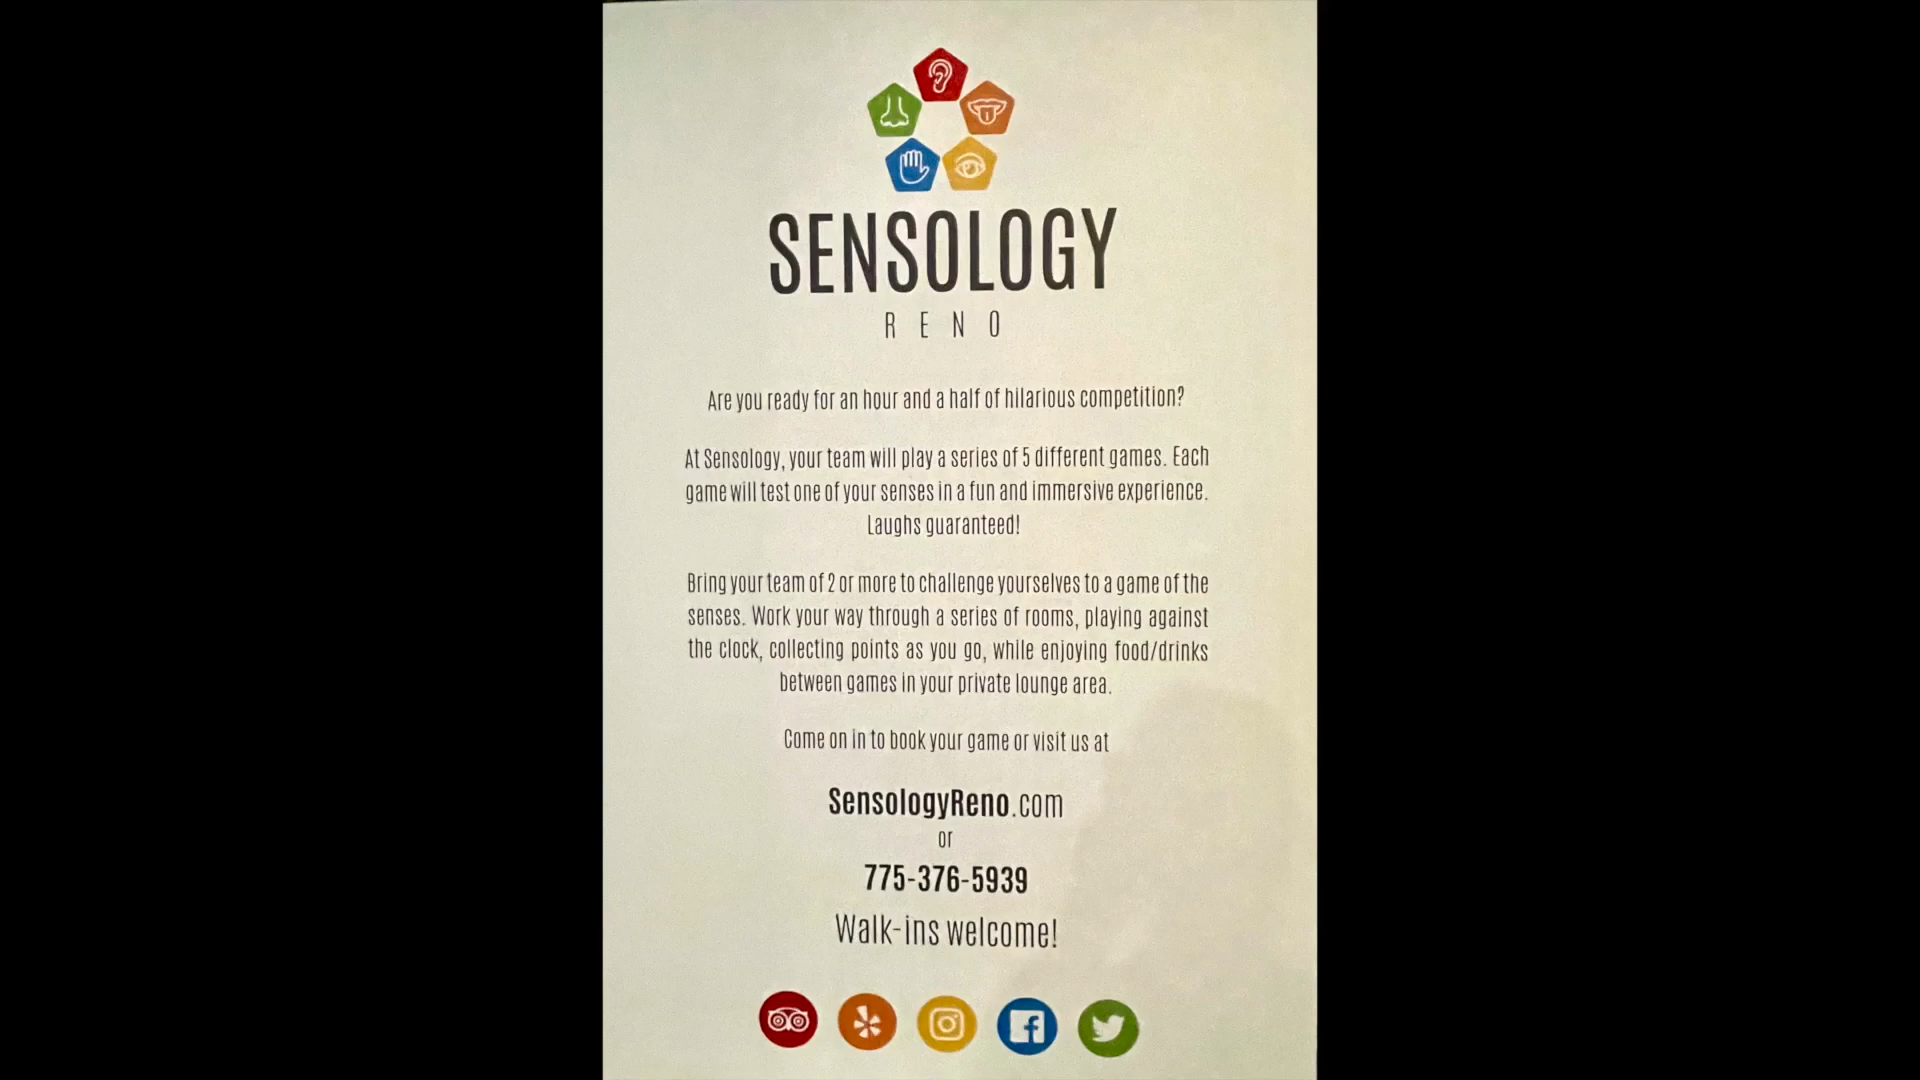 SENSOLOGY
RENO
Are you ready for an hour and a half of hilarious competition?
At Sensology, your team will play a series of 5 different games. Each
game will test one of your senses in a fun and immersive experience.
Laughs guaranteed!
Bring your team of 2 or more to challenge yourselves to a game of the
senses. Work your way through a series of rooms, playing against
the clock, collecting points as you go, while enjoying food/drinks
between games in your private lounge area.
Come on in to book your game or visit us at
SensologyReno.com
or
775-376-5939
Walk-ins welcome!